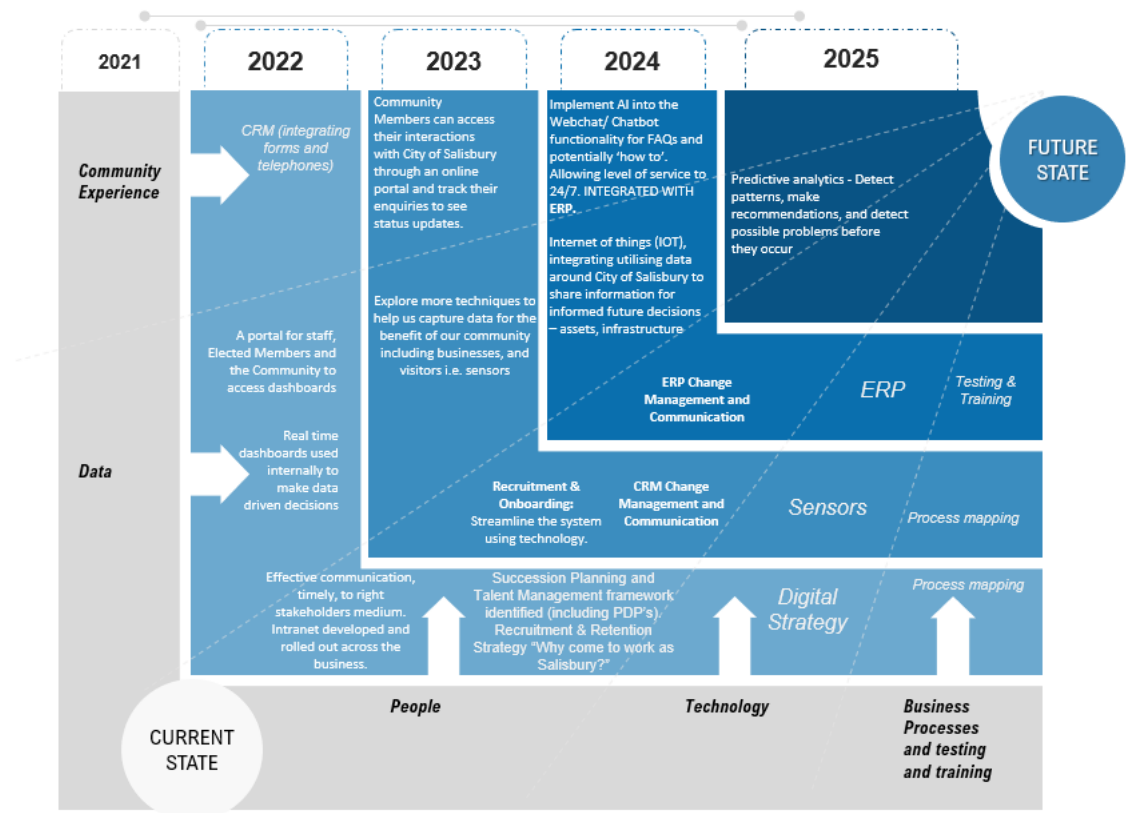 2021
2022
2023
2024
2025
Community
Experience
CRM (integrating
forms and
telephones)
Community
Members can access
their interactions
with City of Salisbury
through an online
portal and track their
enquiries to see
status updates.
Implement AI into the
Webchat/ Chatbot
functionality for FAQs and
potentially 'how to'.
Allowing level of service to
24/7. INTEGRATED WITH
ERP.
Internet of things (IOT),
integrating utilising data
around City of Salisbury to
share information for
informed future decisions
– assets, infrastructure
Predictive analytics - Detect
patterns, make
recommendations, and detect
possible problems before
they occur
FUTURE
STATE
Explore more techniques to
help us capture data for the
benefit of our community
including businesses, and
visitors i.e. sensors
A portal for staff,
Elected Members and
the Community to
access dashboards
Data
Real time
dashboards used
internally to
make data
driven decisions
ERP Change
Management and
Communication
ERP
Testing &
Training
Recruitment &
Onboarding:
Streamline the system
using technology.
CRM Change
Management and
Communication
Sensors
Process mapping
Effective communication,
timely, to right
stakeholders medium.
Intranet developed and
rolled out across the
business.
Succession Planning and
Talent Management framework
identified (including PDP's).
Recruitment & Retention
Strategy "Why come to work as
Salisbury?"
Digital
Strategy
Process mapping
CURRENT
STATE
People
Technology
Business
Processes
and testing
and training